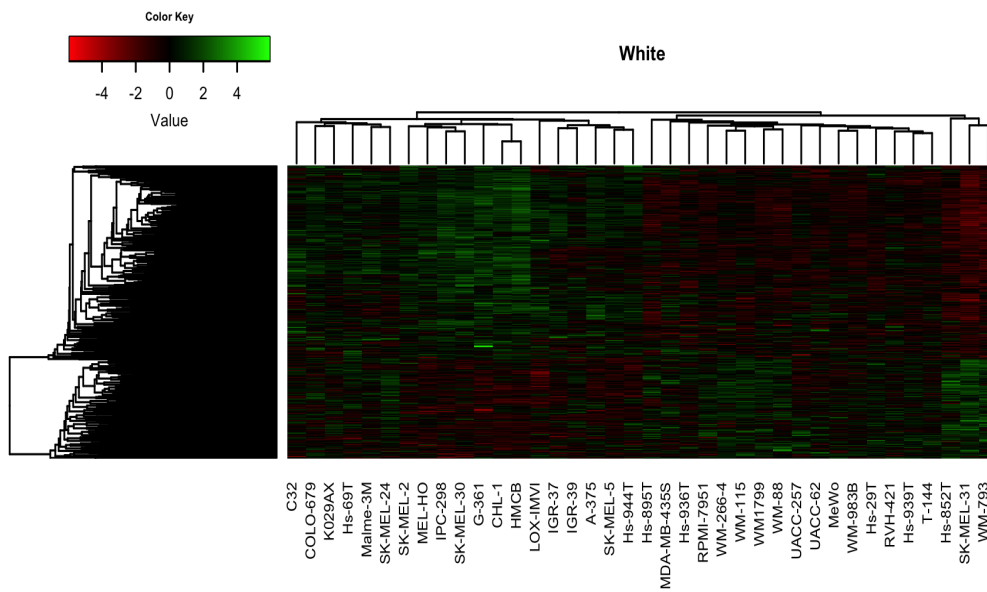 Color Key
-4 -2 0 2 4
Value
White
C32
COLO-679
K029AX
Hs-69T
Malme-3M
SK-MEL-24
SK-MEL-2
MEL-HO
IPC-298
SK-MEL-30
G-361
CHL-1
HMCB
LOX-IMVI
IGR-37
IGR-39
A-375
SK-MEL-5
Hs-944T
Hs-895T
MDA-MB-435S
Hs-936T
RPMI-7951
WM-266-4
WM-115
WM1799
WM-88
UACC-257
UACC-62
MeWo
WM-983B
Hs-29T
RVH-421
Hs-939T
T-144
Hs-852T
SK-MEL-31
WM-793